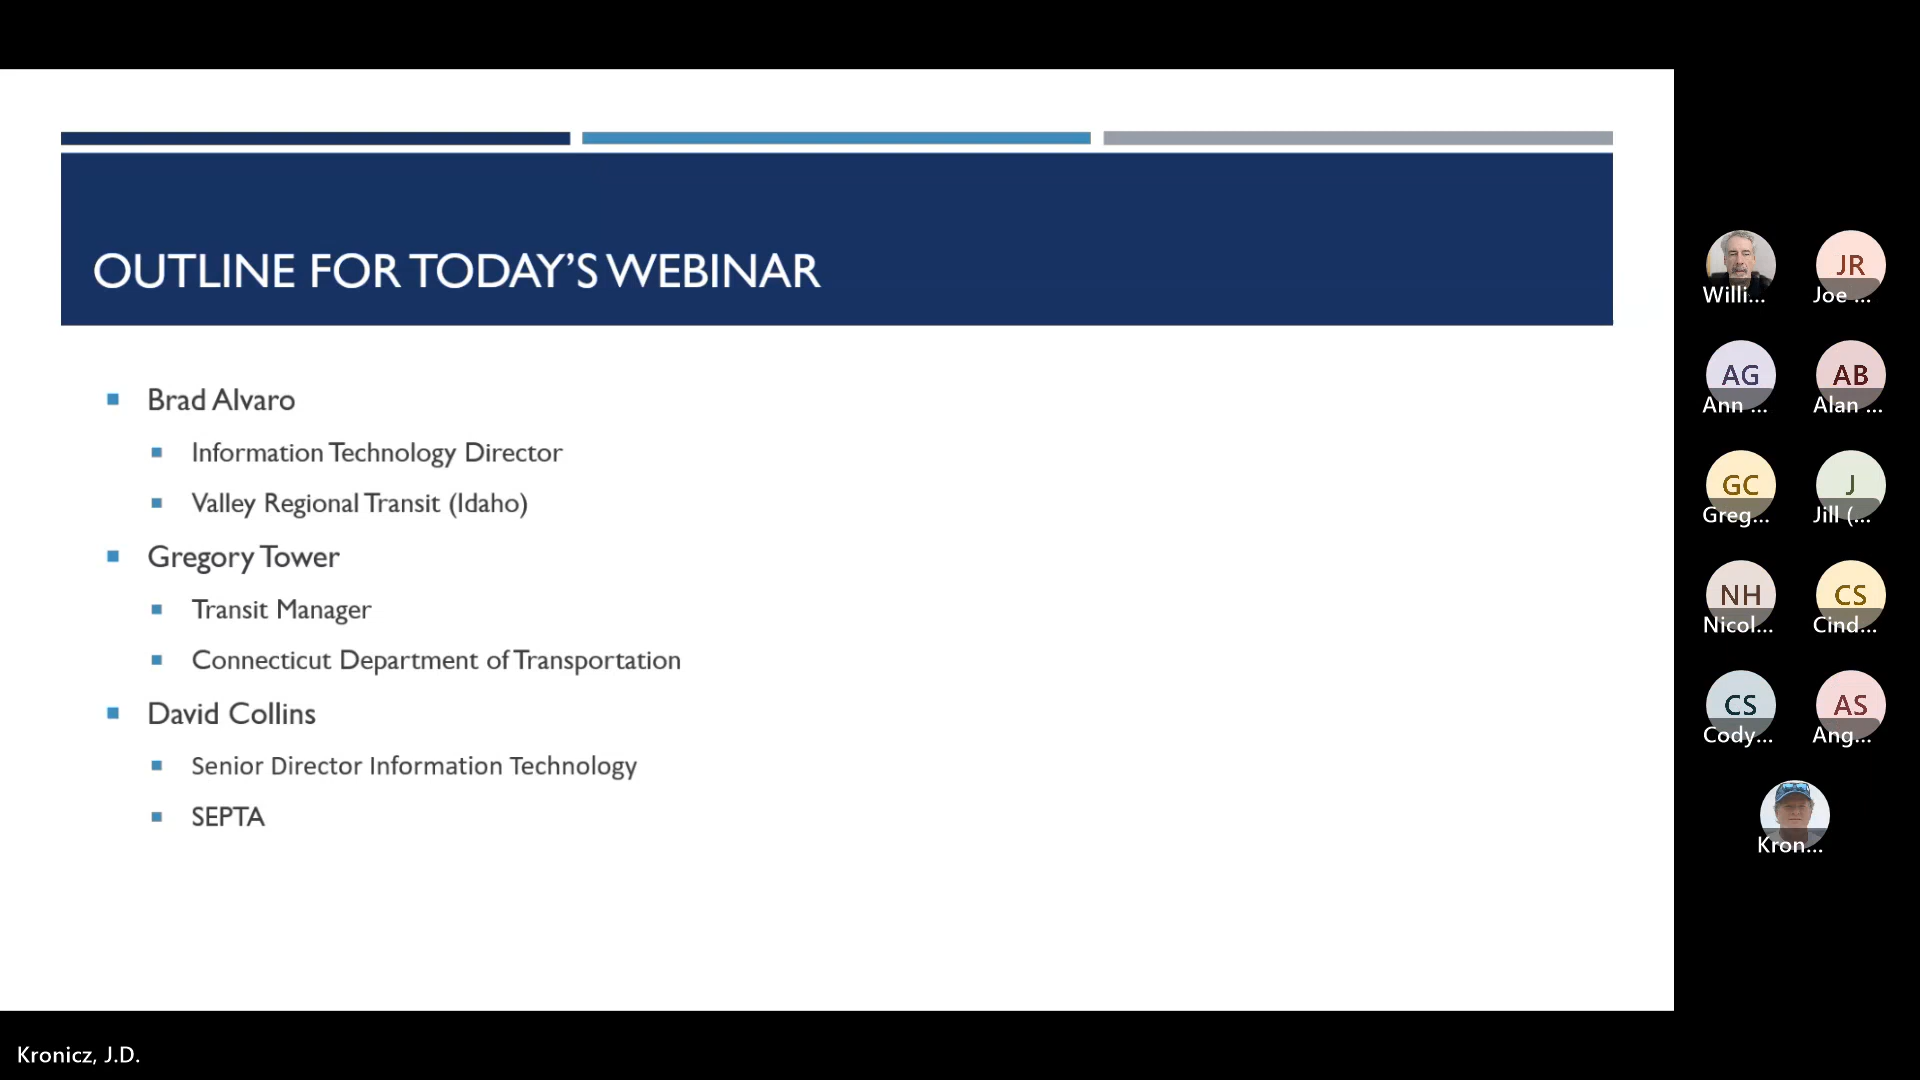 OUTLINE FOR TODAY'S WEBINAR
Brad Alvaro
Information Technology Director
Valley Regional Transit (Idaho)
Gregory Tower
Transit Manager
Connecticut Department of Transportation
David Collins
Senior Director Information Technology
SEPTA
Willi...
JR
Joe ...
AG
Ann ...
AB
Alan ...
GC
Greg...
J
Jill (...
NH
Nicol...
CS
Cind...
CS
Cody...
AS
Ang...
Kron...
Kronicz, J.D.